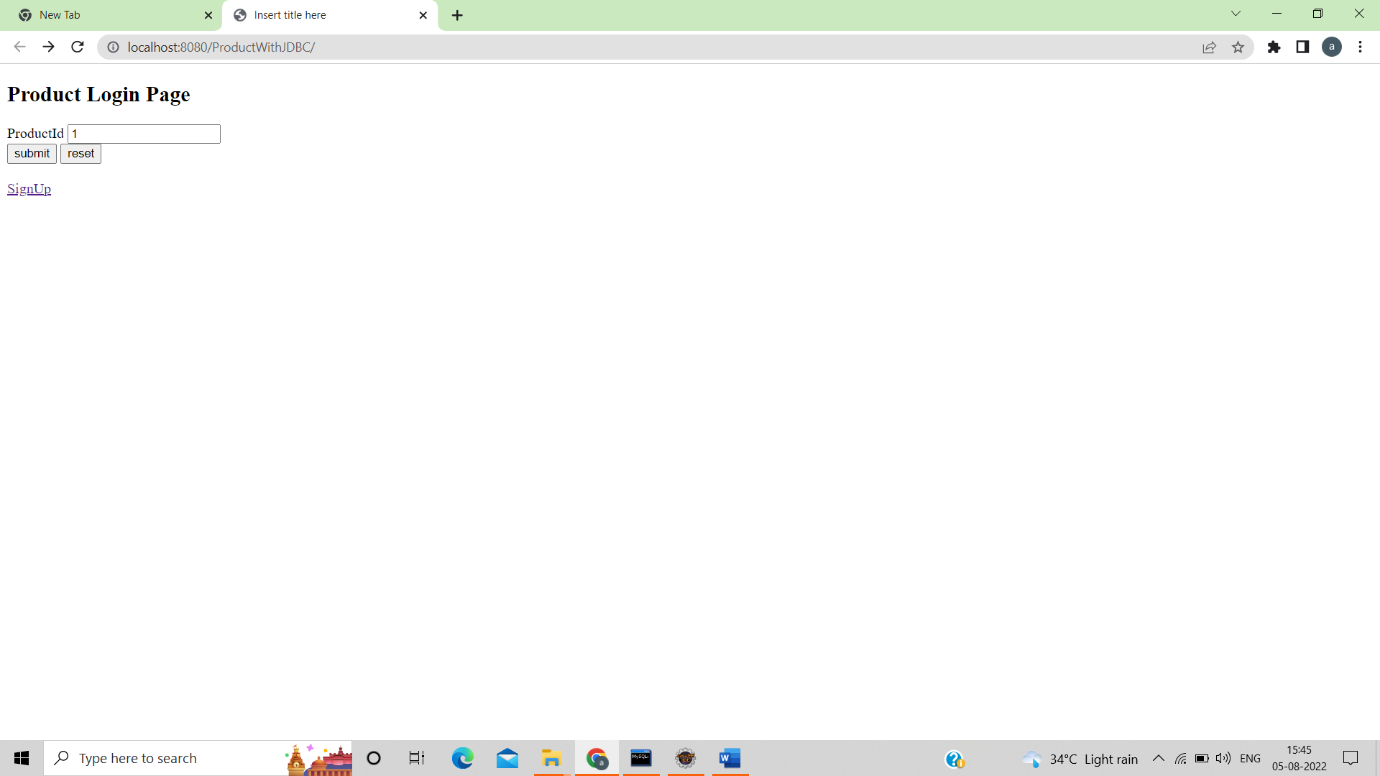 New Tab
Insert title here
localhost:8080/ProductWithJDBC/
a
Product Login Page
ProductId 1
submit reset
SignUp
Type here to search
MySQL
W
34°C Light rain
ENG
15:45
05-08-2022